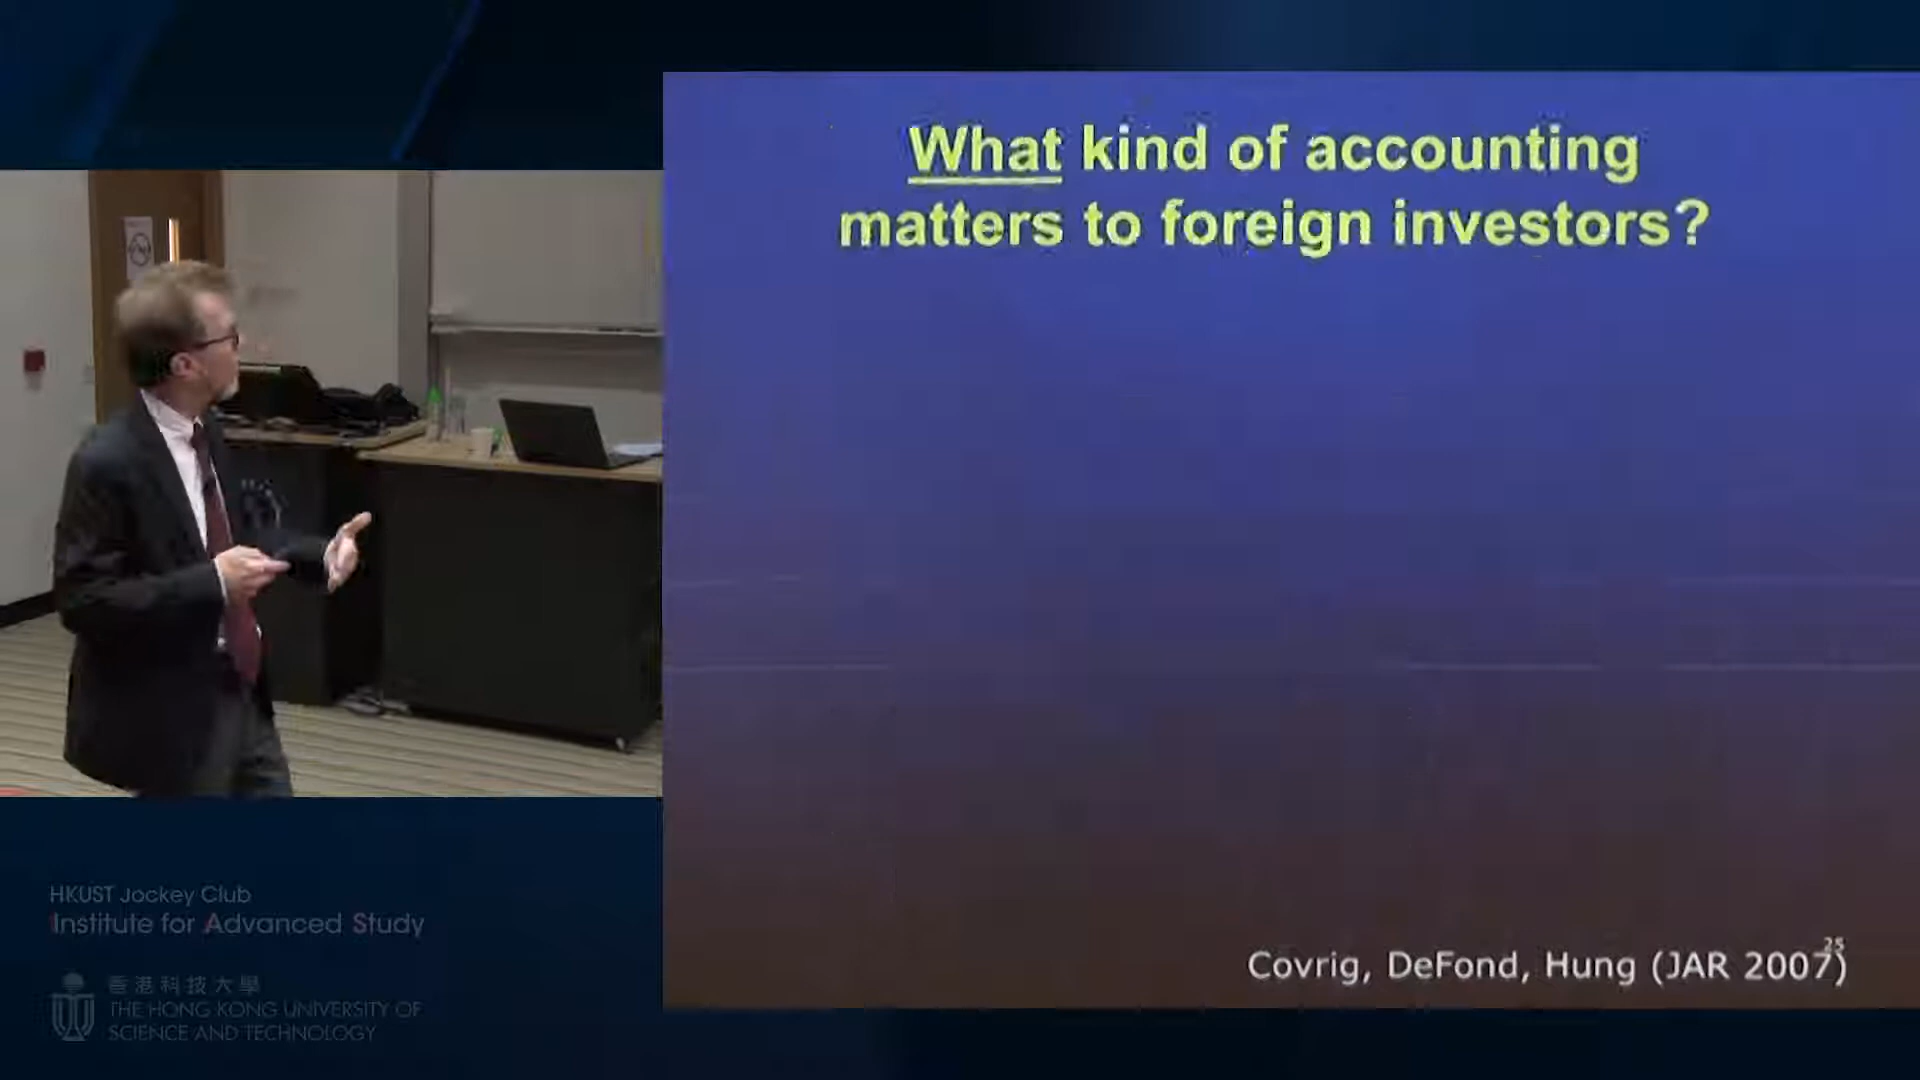 What kind of accounting
matters to foreign investors?
25
Covrig, DeFond, Hung (JAR 2007)
HKUST Jockey Club
Institute for Advanced Study
香港科技大學
THE HONG KONG UNIVERSITY OF
SCIENCE AND TECHNOLOGY